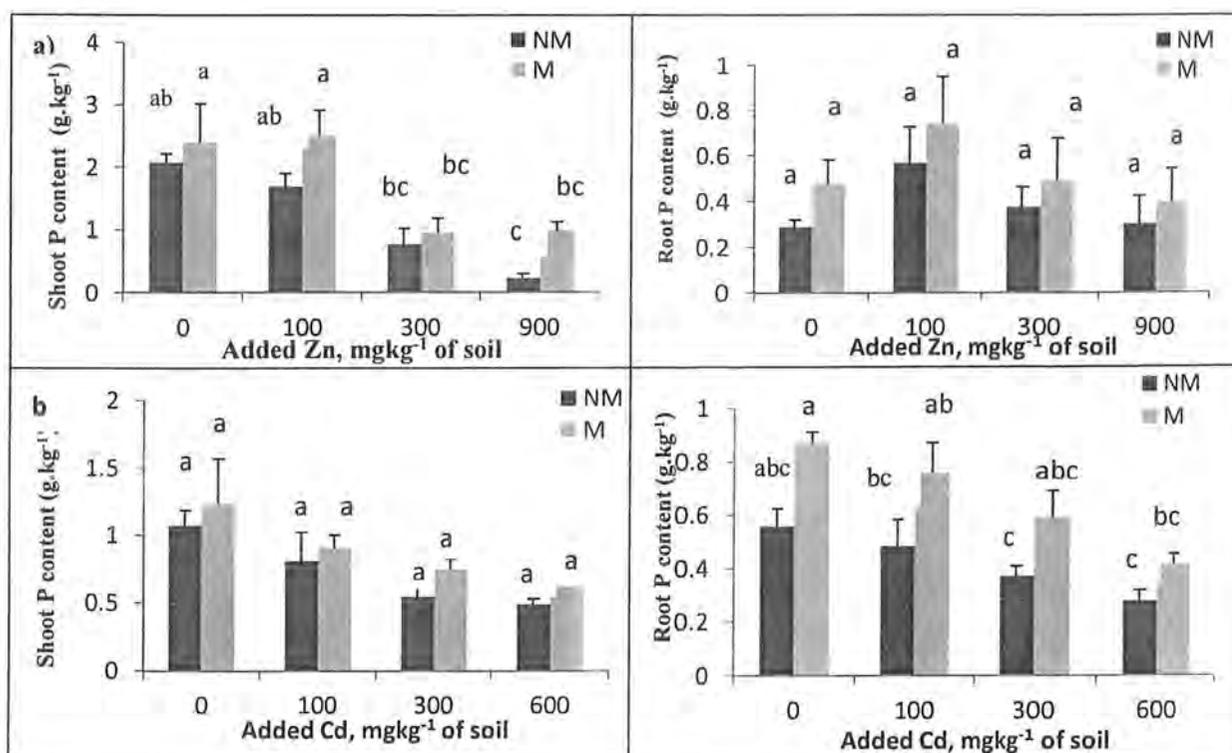 a)
Shoot P content (g.kg⁻¹)
4
3
2
1
0
NM
M
ab
a
ab
a
bc
bc
c
bc
0 100 300 900
Added Zn, mgkg⁻¹ of soil
Root P content (g.kg⁻¹)
1
0.8
0.6
0.4
0.2
0
NM
M
a
a
a
a
a
a
a
a
0 100 300 900
Added Zn, mgkg⁻¹ of soil
b
Shoot P content (g.kg⁻¹.
2
1.5
1
0.5
0
NM
M
a
a
a
a
a
a
a
a
0 100 300 600
Added Cd, mgkg⁻¹ of soil
Root P content (g.kg⁻¹)
1
0.8
0.6
0.4
0.2
0
NM
M
abc
a
bc
ab
c
abc
c
bc
0 100 300 600
Added Cd, mgkg⁻¹ of soil